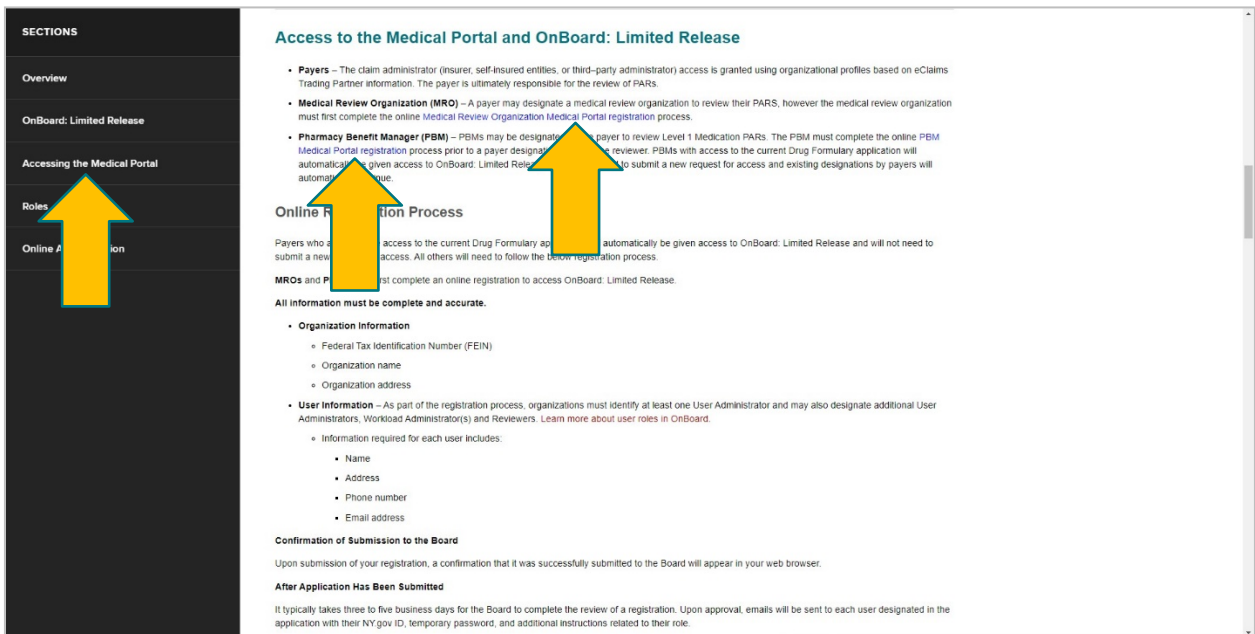 SECTIONS
Overview
OnBoard: Limited Release
Accessing the Medical Portal
Roles
Online A tion
Access to the Medical Portal and OnBoard: Limited Release
• Payers – The claim administrator (insurer, self-insured entities, or third–party administrator) access is granted using organizational profiles based on eClaims
Trading Partner information. The payer is ultimately responsible for the review of PARs.
• Medical Review Organization (MRO) – A payer may designate a medical review organization to review their PARS, however the medical review organization
must first complete the online Medical Review Organization Medical Portal registration process.
• Pharmacy Benefit Manager (PBM) – PBMs may be designate payer to review Level 1 Medication PARs. The PBM must complete the online PBM
Medical Portal registration process prior to a payer designati reviewer. PBMs with access to the current Drug Formulary application will
automatical given access to OnBoard: Limited Rele to submit a new request for access and existing designations by payers will
automati nue.
Online R tion Process
Payers who a access to the current Drug Formulary ap automatically be given access to OnBoard: Limited Release and will not need to
submit a new access. All others will need to follow the below registration process.
MROs and P rst complete an online registration to access OnBoard: Limited Release.
All information must be complete and accurate.
• Organization Information
◦ Federal Tax Identification Number (FEIN)
◦ Organization name
◦ Organization address
• User Information – As part of the registration process, organizations must identify at least one User Administrator and may also designate additional User
Administrators, Workload Administrator(s) and Reviewers. Learn more about user roles in OnBoard.
◦ Information required for each user includes:
▪ Name
▪ Address
▪ Phone number
▪ Email address
Confirmation of Submission to the Board
Upon submission of your registration, a confirmation that it was successfully submitted to the Board will appear in your web browser.
After Application Has Been Submitted
It typically takes three to five business days for the Board to complete the review of a registration. Upon approval, emails will be sent to each user designated in the
application with their NY.gov ID, temporary password, and additional instructions related to their role.